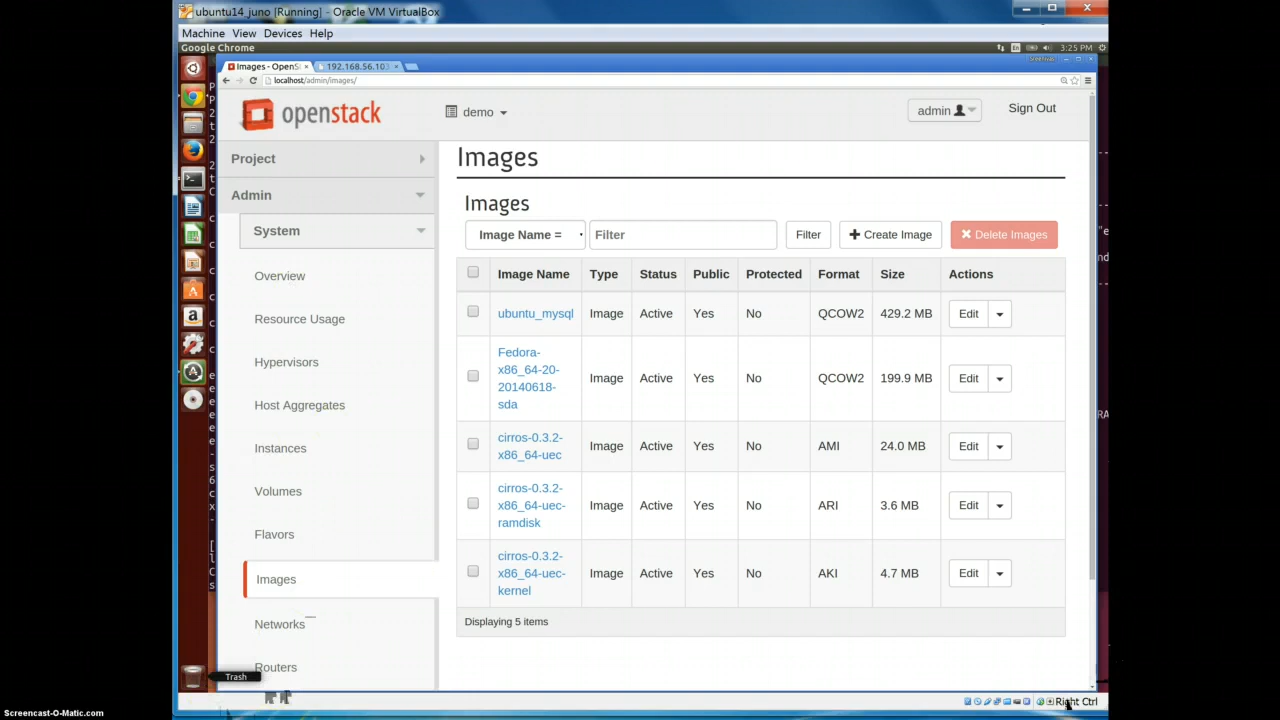 ubuntu14_juno [Running] - Oracle VM VirtualBox
Machine View Devices Help
Google Chrome
3:25 PM
Images - OpenS
192.168.56.103
localhost/admin/images/
openstack
demo
admin
Sign Out
Project
Admin
System
Overview
Resource Usage
Hypervisors
Host Aggregates
Instances
Volumes
Flavors
Images
Networks
Routers
Trash
Images
Images
Image Name =
Filter
Filter
Create Image
Delete Images
Image Name Type Status Public Protected Format Size Actions
ubuntu_mysql Image Active Yes No QCOW2 429.2 MB Edit
Fedora-
x86_64-20-
20140618-
sda
Image Active Yes No QCOW2 199.9 MB Edit
cirros-0.3.2-
x86_64-uec
Image Active Yes No AMI 24.0 MB Edit
cirros-0.3.2-
x86_64-uec-
ramdisk
Image Active Yes No ARI 3.6 MB Edit
cirros-0.3.2-
x86_64-uec-
kernel
Image Active Yes No AKI 4.7 MB Edit
Displaying 5 items
Right Ctrl
Screencast-O-Matic.com